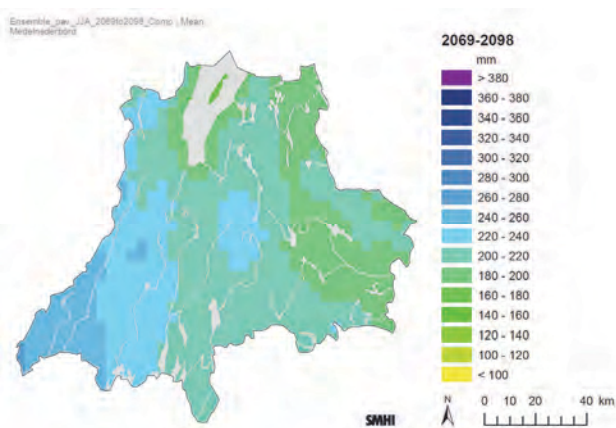 Ensemble_pav_JJA_2069to2098_Comp , Mean
Medelnederbörd
2069-2098
mm
> 380
360 - 380
340 - 360
320 - 340
300 - 320
280 - 300
260 - 280
240 - 260
220 - 240
200 - 220
180 - 200
160 - 180
140 - 160
120 - 140
100 - 120
< 100
N
0 10 20 40 km
SMHI